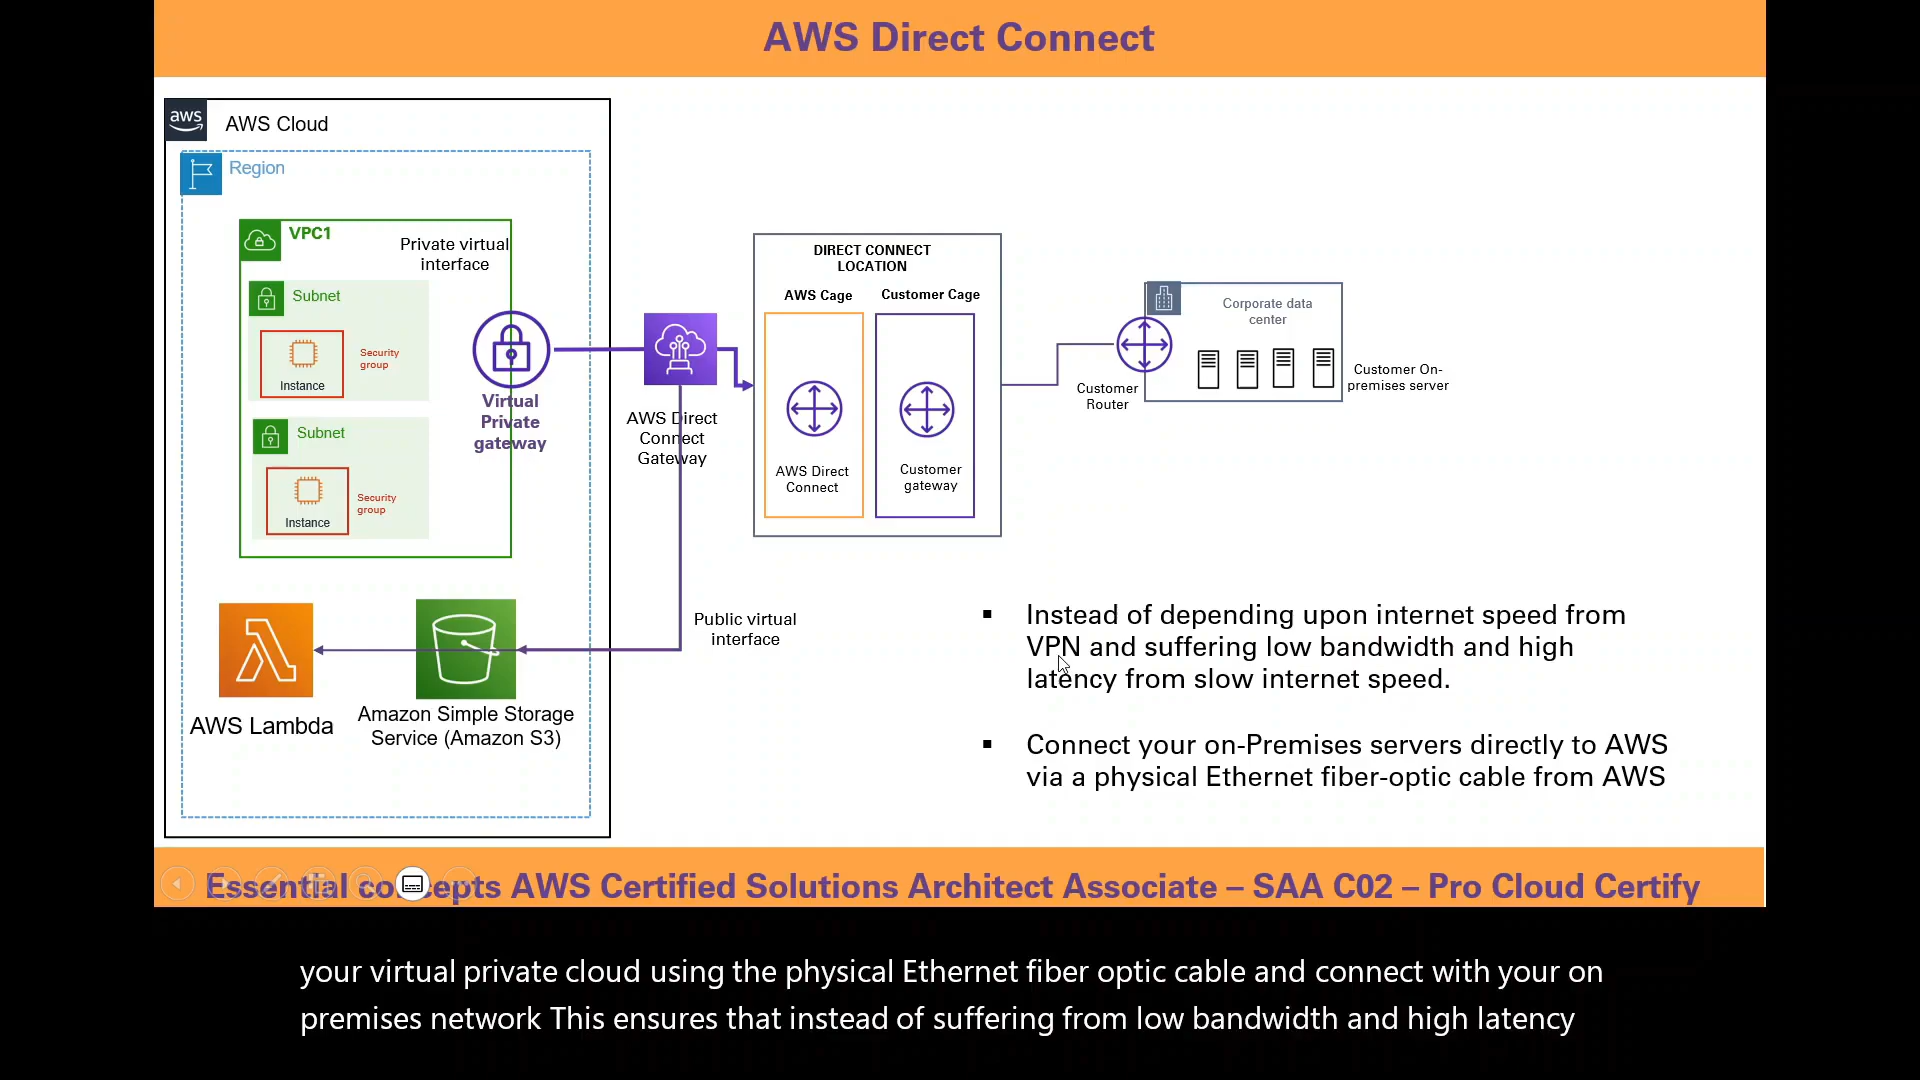 AWS Direct Connect
aws
AWS Cloud
Region
VPC1
Private virtual
interface
Subnet
Instance
Security
group
Subnet
Instance
Security
group
Virtual
Private
gateway
AWS Direct
Connect
Gateway
DIRECT CONNECT
LOCATION
AWS Cage
Customer Cage
AWS Direct
Connect
Customer
gateway
Corporate data
center
Customer
Router
Customer On-
premises server
Public virtual
interface
AWS Lambda
Amazon Simple Storage
Service (Amazon S3)
Instead of depending upon internet speed from
VPN and suffering low bandwidth and high
latency from slow internet speed.
Connect your on-Premises servers directly to AWS
via a physical Ethernet fiber-optic cable from AWS
Essential concepts AWS Certified Solutions Architect Associate – SAA C02 – Pro Cloud Certify
your virtual private cloud using the physical Ethernet fiber optic cable and connect with your on
premises network This ensures that instead of suffering from low bandwidth and high latency